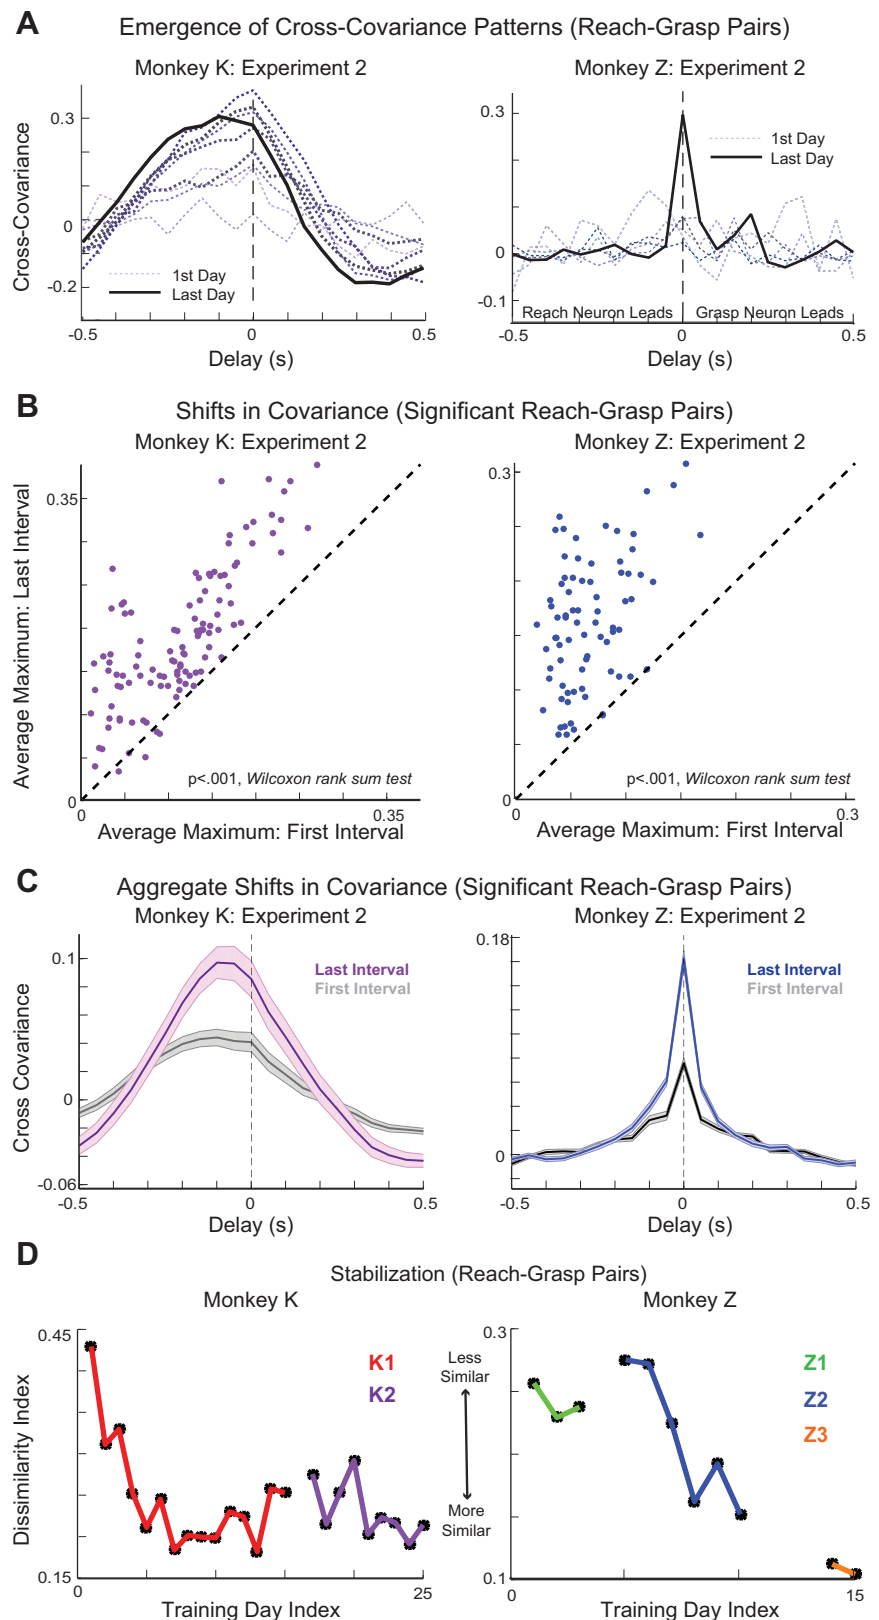 A
Emergence of Cross-Covariance Patterns (Reach-Grasp Pairs)
Monkey K: Experiment 2
Monkey Z: Experiment 2
Cross-Covariance
0.3
0
-0.2
1st Day
Last Day
-0.5
0
0.5
Delay (s)
0.3
0
-0.1
1st Day
Last Day
Reach Neuron Leads
Grasp Neuron Leads
-0.5
0
0.5
Delay (s)
B
Shifts in Covariance (Significant Reach-Grasp Pairs)
Monkey K: Experiment 2
Monkey Z: Experiment 2
Average Maximum: Last Interval
0.35
0
p<.001, Wilcoxon rank sum test
0
0.35
Average Maximum: First Interval
0.3
0
p<.001, Wilcoxon rank sum test
0
0.3
Average Maximum: First Interval
C
Aggregate Shifts in Covariance (Significant Reach-Grasp Pairs)
Monkey K: Experiment 2
Monkey Z: Experiment 2
Cross Covariance
0.1
0
-0.06
Last Interval
First Interval
-0.5
0
0.5
Delay (s)
0.18
0
Last Interval
First Interval
-0.5
0
0.5
Delay (s)
D
Stabilization (Reach-Grasp Pairs)
Monkey K
Monkey Z
Dissimilarity Index
0.45
0.15
K1
K2
0
25
Training Day Index
Less
Similar
More
Similar
0.3
0.1
Z1
Z2
Z3
0
15
Training Day Index